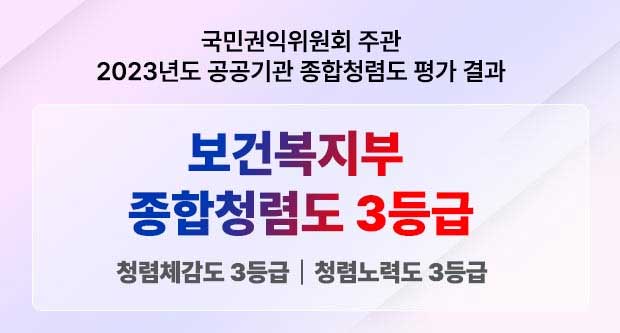 국민권익위원회 주관
2023년도 공공기관 종합청렴도 평가 결과
보건복지부
종합청렴도 3등급
청렴체감도 3등급 | 청렴노력도 3등급